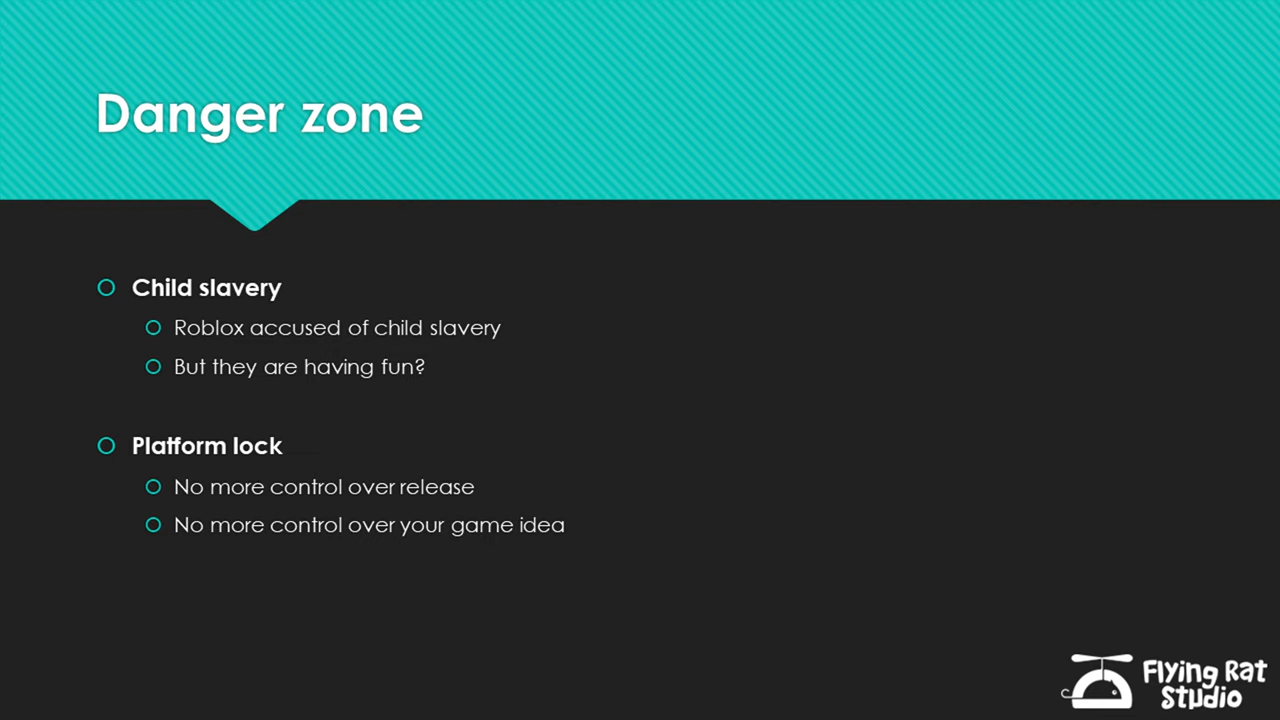 Danger zone
Child slavery
Roblox accused of child slavery
But they are having fun?
Platform lock
No more control over release
No more control over your game idea
Flying Rat
Studio